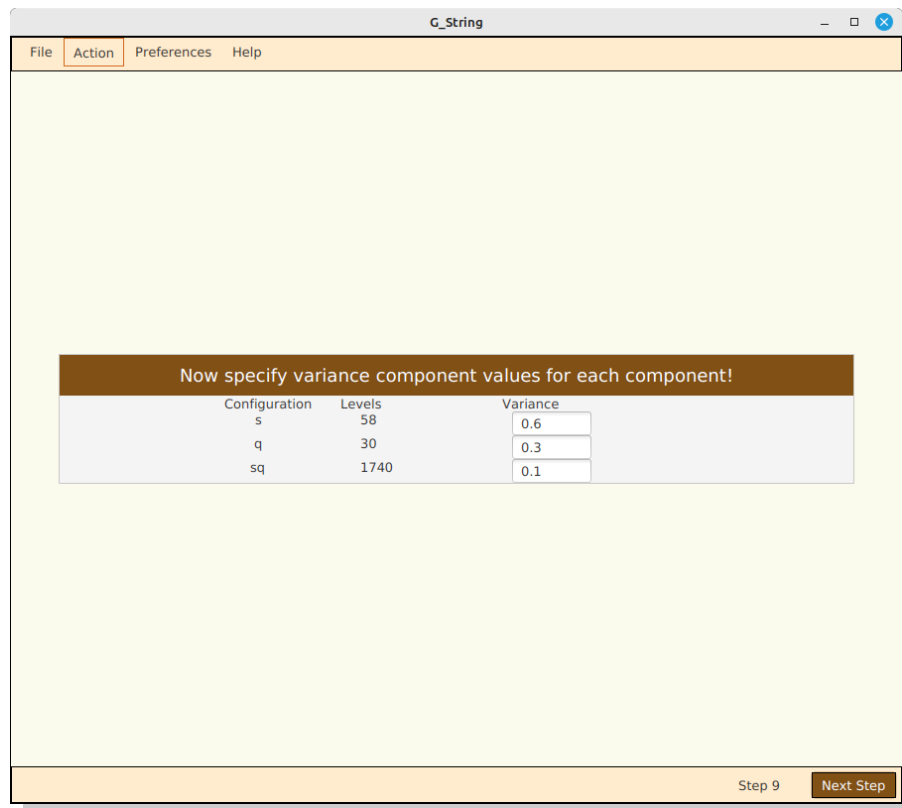 G_String
File Action Preferences Help
Now specify variance component values for each component!
Configuration Levels Variance
s 58 0.6
q 30 0.3
sq 1740 0.1
Step 9 Next Step